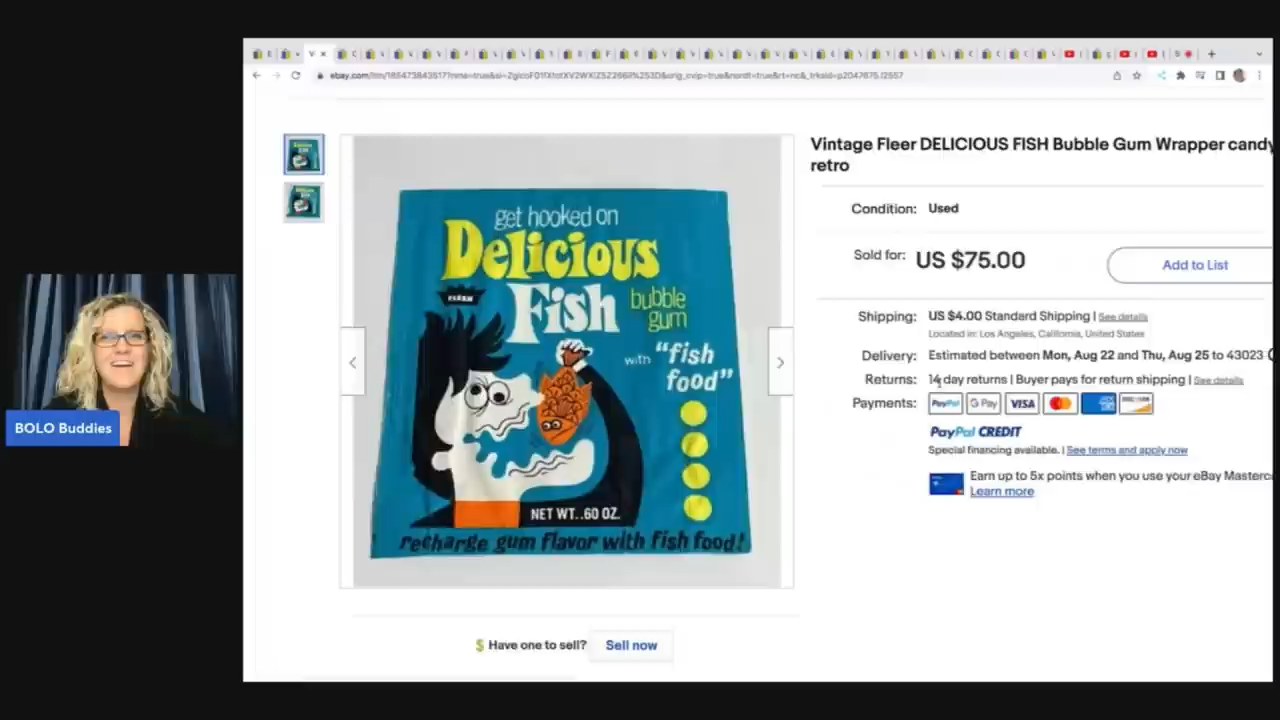 Vintage Fleer DELICIOUS FISH Bubble Gum Wrapper candy
retro
Condition: Used
Sold for: US $75.00
Add to List
Shipping: US $4.00 Standard Shipping | See details
Located in: Los Angeles, California, United States
Delivery: Estimated between Mon, Aug 22 and Thu, Aug 25 to 43023
Returns: 14 day returns | Buyer pays for return shipping | See details
Payments: PayPal G Pay VISA
PayPal CREDIT
Special financing available. | See terms and apply now
Earn up to 5x points when you use your eBay Masterc
Learn more
get hooked on
Delicious
Fish bubble
gum
FLEER
with "fish
food"
NET WT. .60 OZ.
recharge gum flavor with fish food!
BOLO Buddies
$ Have one to sell? Sell now